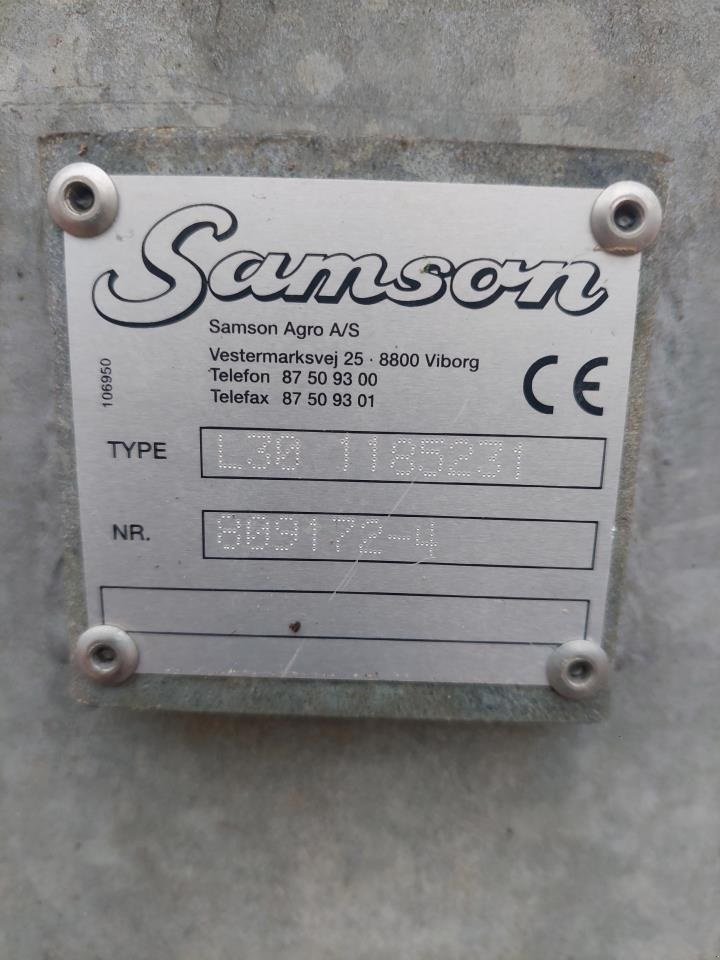 Samson
Samson Agro A/S
Vestermarksvej 25 · 8800 Viborg
Telefon 87 50 93 00
Telefax 87 50 93 01
CE
106950
TYPE L30 1185231
NR. 809172-4